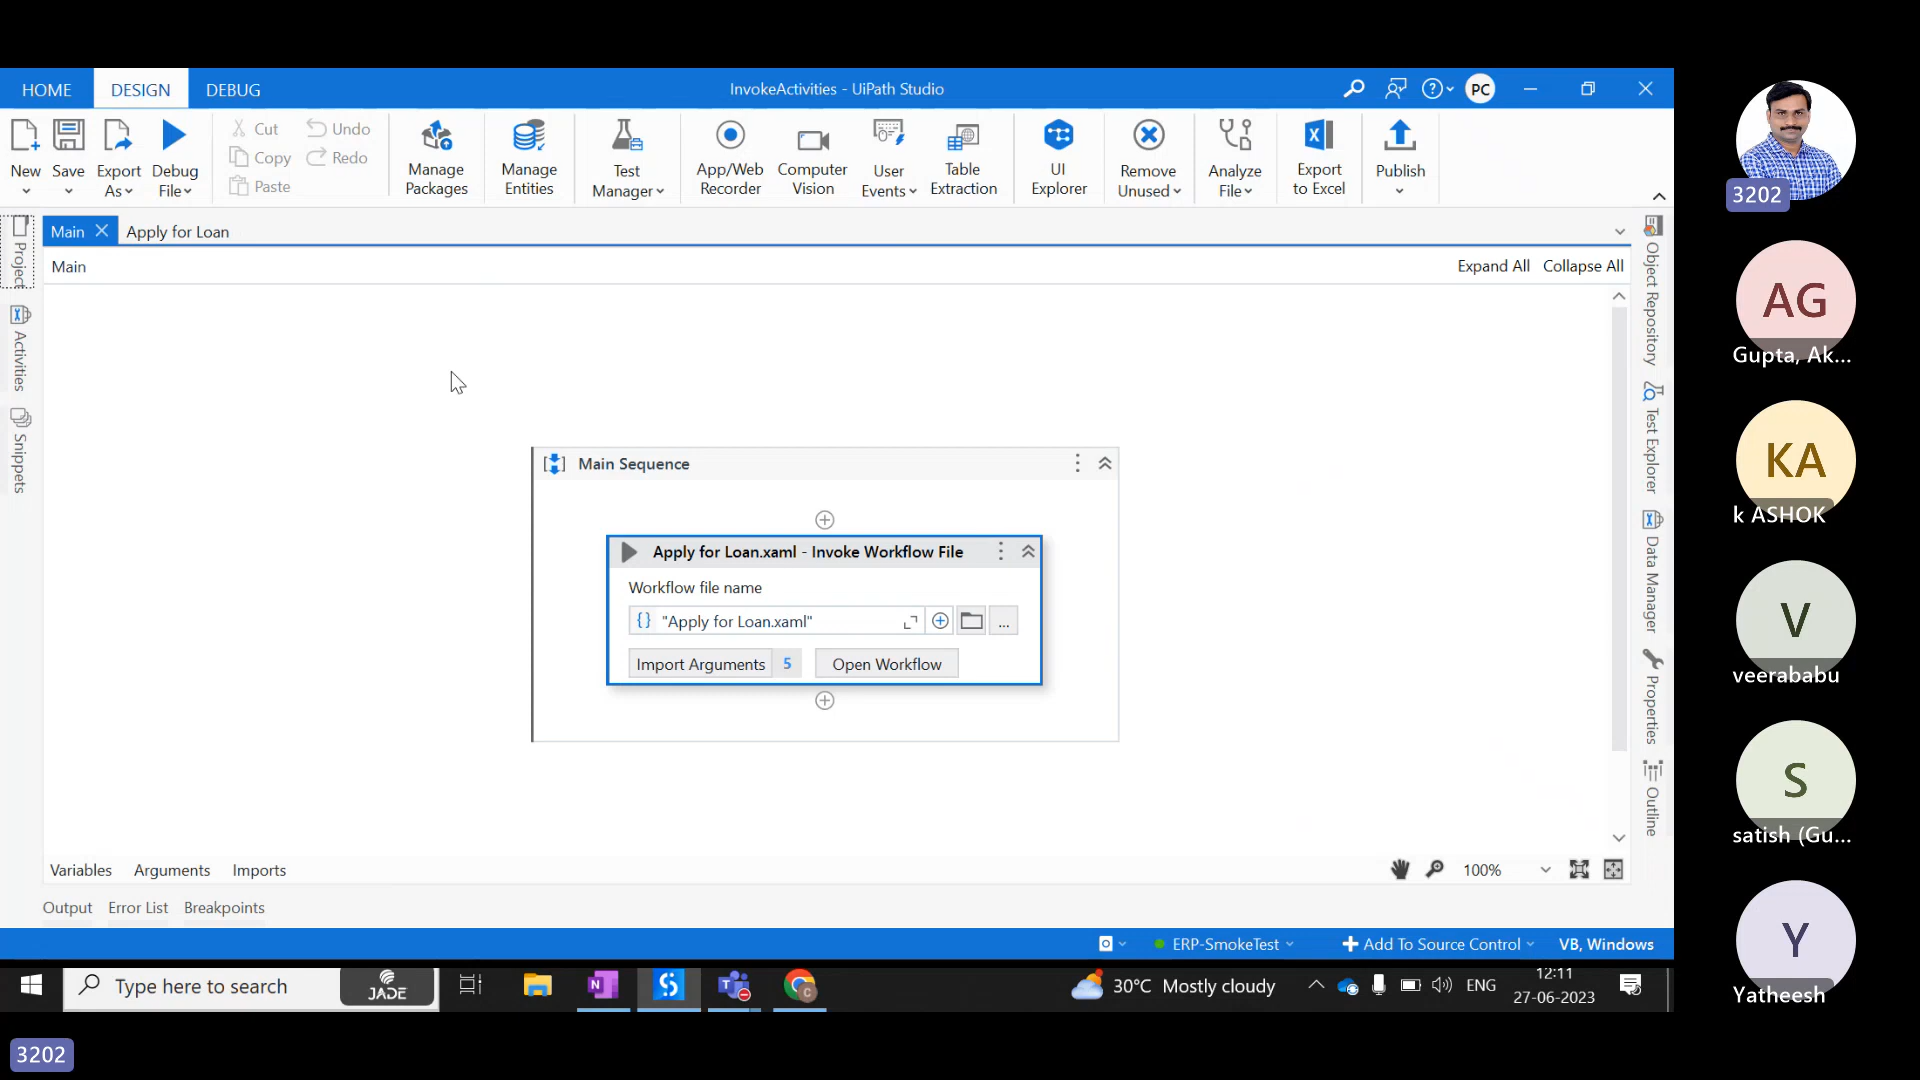 HOME DESIGN DEBUG
InvokeActivities - UiPath Studio
PC
New
Save
Export As
Debug File
Cut
Copy
Paste
Undo
Redo
Manage Packages
Manage Entities
Test Manager
App/Web Recorder
Computer Vision
User Events
Table Extraction
UI Explorer
Remove Unused
Analyze File
Export to Excel
Publish
Main
Apply for Loan
Main
Expand All Collapse All
Project
Activities
Snippets
Main Sequence
Apply for Loan.xaml - Invoke Workflow File
Workflow file name
"Apply for Loan.xaml"
...
Import Arguments 5
Open Workflow
Object Repository
Test Explorer
Data Manager
Properties
Outline
Variables Arguments Imports
100%
Output Error List Breakpoints
ERP-SmokeTest
Add To Source Control
VB, Windows
Type here to search
JADE
30°C Mostly cloudy
ENG
12:11
27-06-2023
3202
3202
AG
Gupta, Ak...
KA
k ASHOK
V
veerababu
S
satish (Gu...
Y
Yatheesh